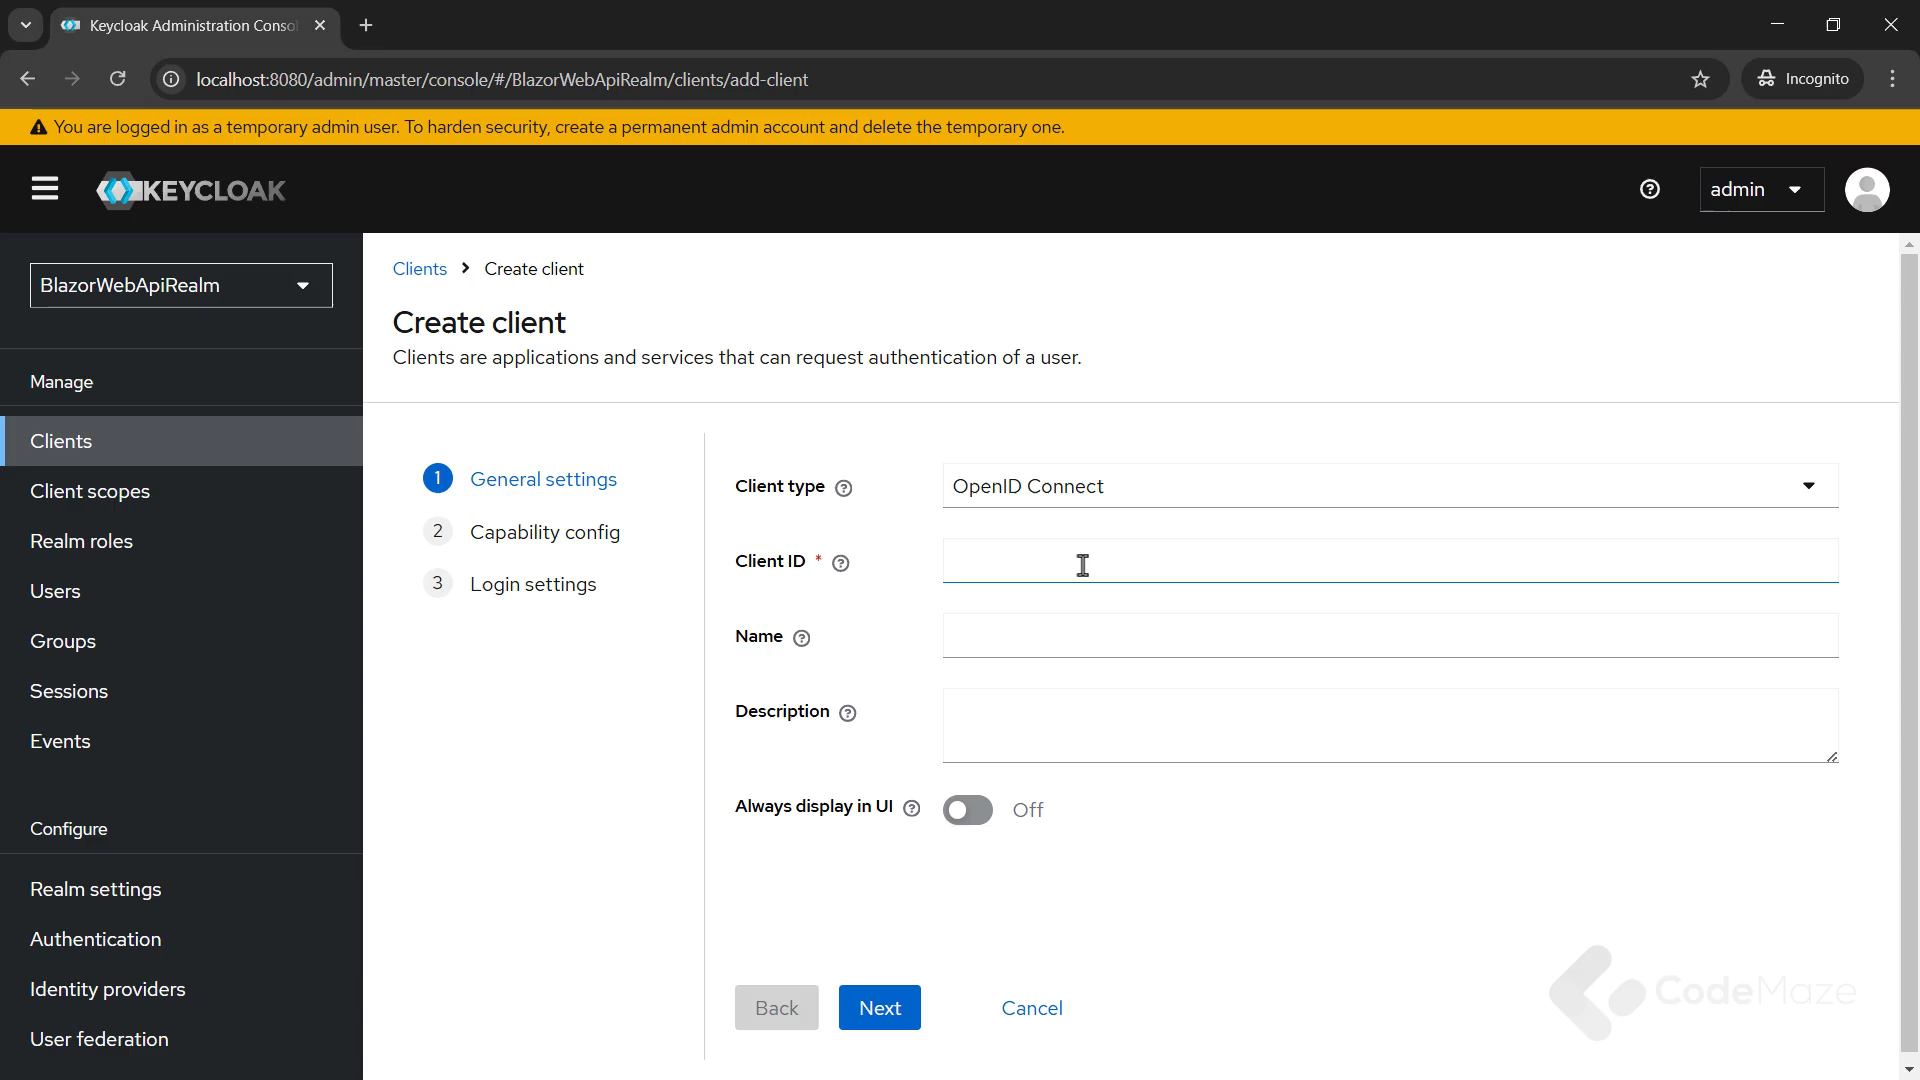 Keycloak Administration Consol
localhost:8080/admin/master/console/#/BlazorWebApiRealm/clients/add-client
Incognito
You are logged in as a temporary admin user. To harden security, create a permanent admin account and delete the temporary one.
KEYCLOAK
admin
BlazorWebApiRealm
Manage
Clients
Client scopes
Realm roles
Users
Groups
Sessions
Events
Configure
Realm settings
Authentication
Identity providers
User federation
Clients > Create client
Create client
Clients are applications and services that can request authentication of a user.
1 General settings
2 Capability config
3 Login settings
Client type
OpenID Connect
Client ID *
Name
Description
Always display in UI
Off
Back
Next
Cancel
CodeMaze